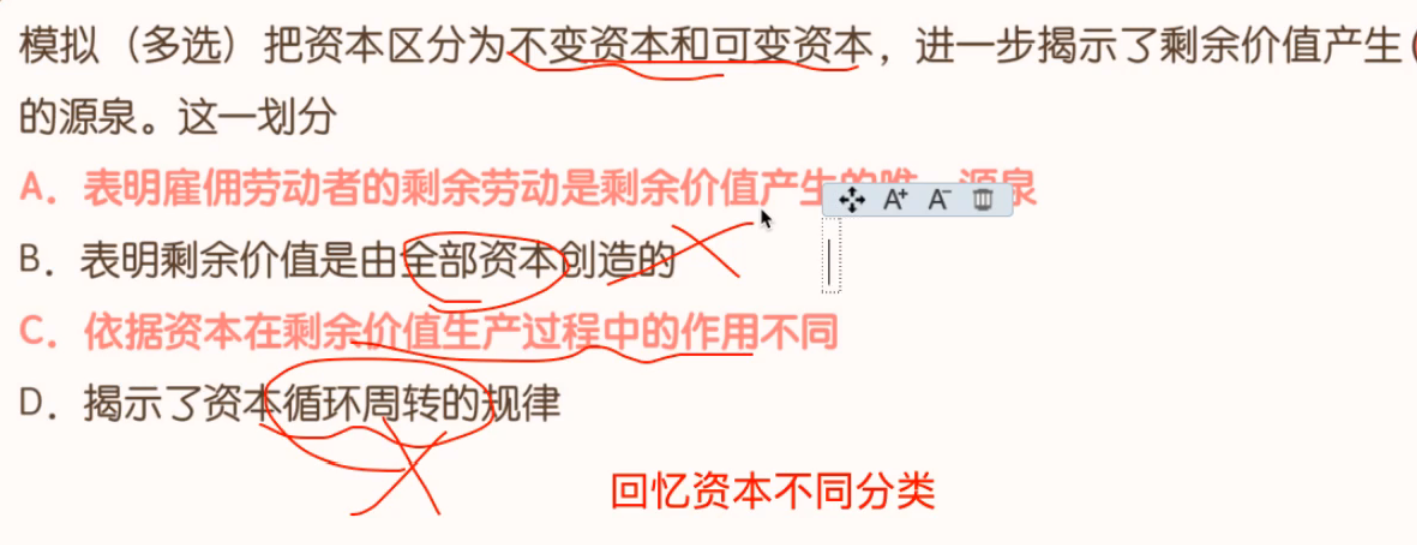 模拟（多选）把资本区分为不变资本和可变资本，进一步揭示了剩余价值产生
的源泉。这一划分
A．表明雇佣劳动者的剩余劳动是剩余价值产生的唯一源泉
A⁺ A⁻
B．表明剩余价值是由全部资本创造的
C．依据资本在剩余价值生产过程中的作用不同
D．揭示了资本循环周转的规律
回忆资本不同分类